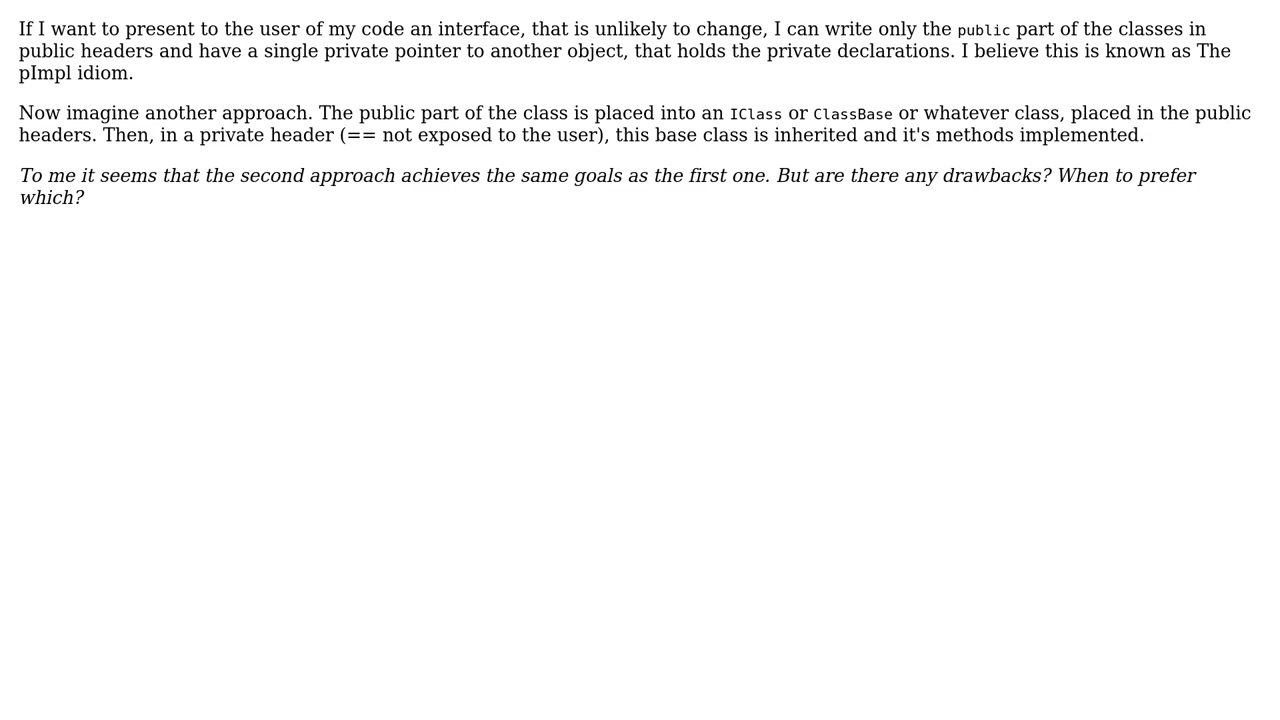 If I want to present to the user of my code an interface, that is unlikely to change, I can write only the public part of the classes in
public headers and have a single private pointer to another object, that holds the private declarations. I believe this is known as The
pImpl idiom.
Now imagine another approach. The public part of the class is placed into an IClass or ClassBase or whatever class, placed in the public
headers. Then, in a private header (== not exposed to the user), this base class is inherited and it's methods implemented.
To me it seems that the second approach achieves the same goals as the first one. But are there any drawbacks? When to prefer
which?